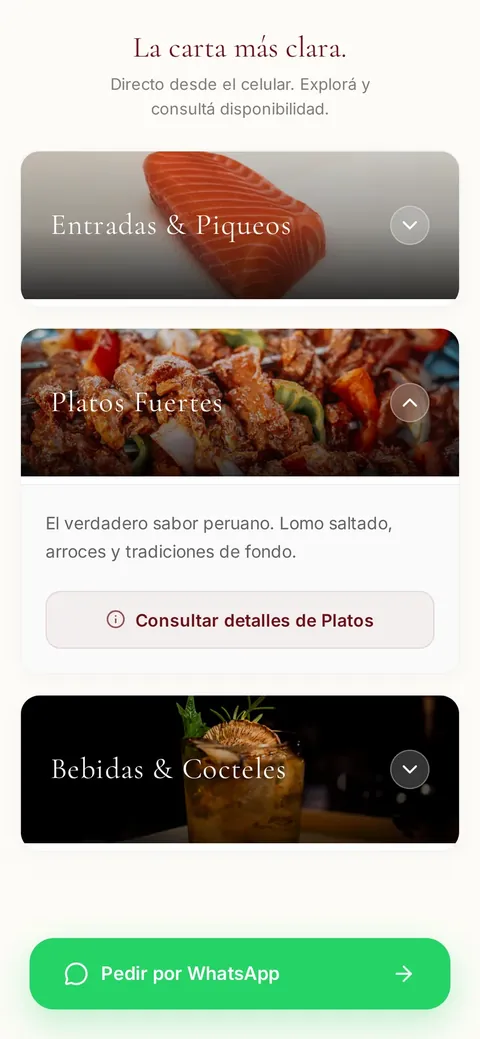 La carta más clara.
Directo desde el celular. Explorá y
consultá disponibilidad.
Entradas & Piqueos
Platos Fuertes
El verdadero sabor peruano. Lomo saltado,
arroces y tradiciones de fondo.
Consultar detalles de Platos
Bebidas & Cocteles
Pedir por WhatsApp